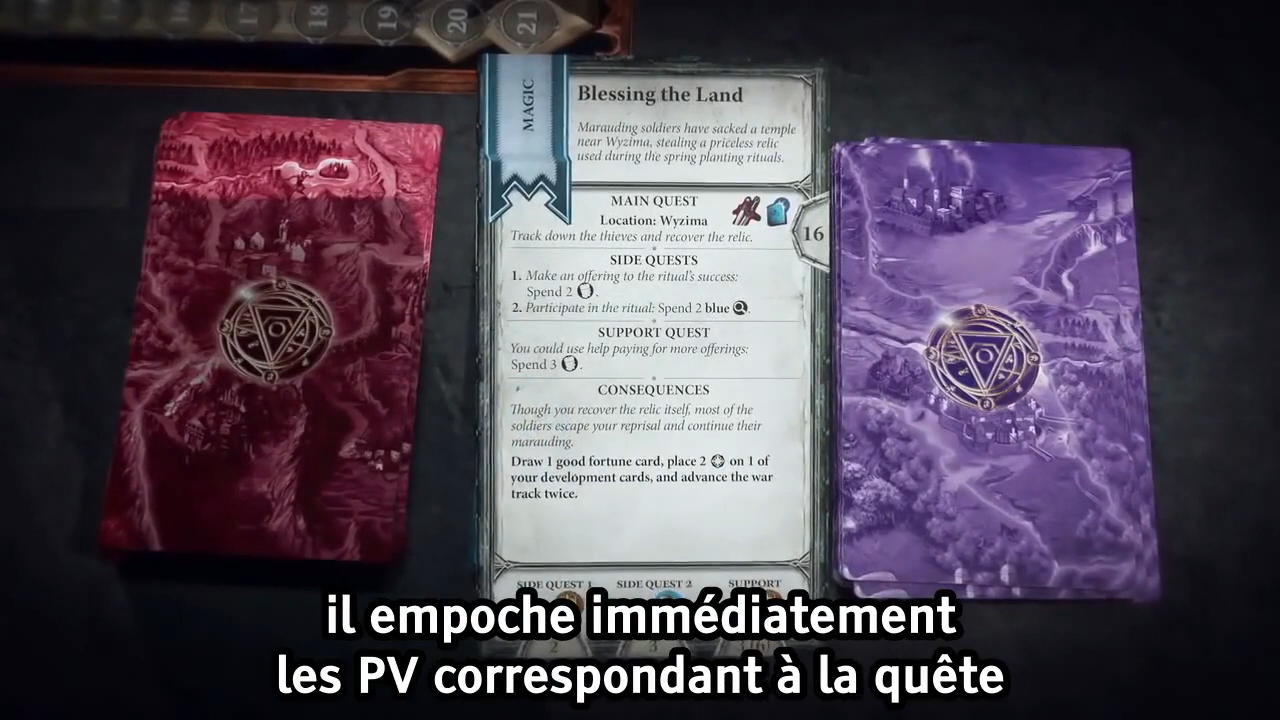 18
19
20
21
MAGIC
Blessing the Land
Marauding soldiers have sacked a temple
near Wyzima, stealing a priceless relic
used during the spring planting rituals.
MAIN QUEST
Location: Wyzima
Track down the thieves and recover the relic.
16
SIDE QUESTS
1. Make an offering to the ritual's success:
Spend 2 .
2. Participate in the ritual: Spend 2 blue .
SUPPORT QUEST
You could use help paying for more offerings:
Spend 3 .
CONSEQUENCES
Though you recover the relic itself, most of the
soldiers escape your reprisal and continue their
marauding.
Draw 1 good fortune card, place 2 on 1 of
your development cards, and advance the war
track twice.
SIDE QUEST 1 SIDE QUEST 2 SUPPORT
il empoche immédiatement
les PV correspondant à la quête